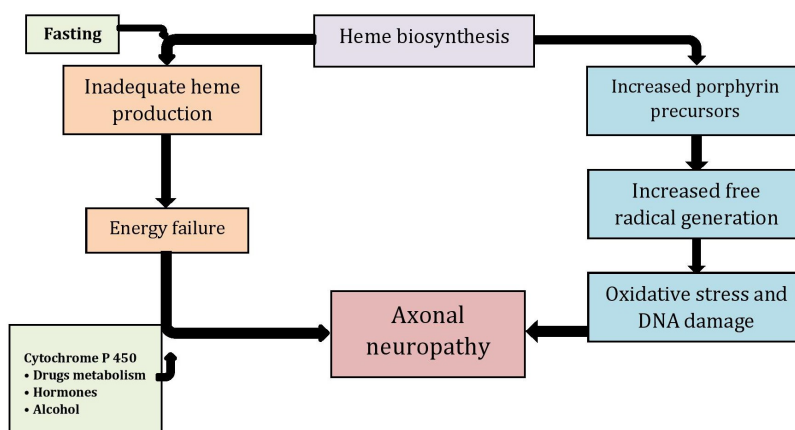 Fasting
Heme biosynthesis
Inadequate heme
production
Increased porphyrin
precursors
Increased free
radical generation
Energy failure
Oxidative stress and
DNA damage
Axonal
neuropathy
Cytochrome P 450
• Drugs metabolism
• Hormones
• Alcohol